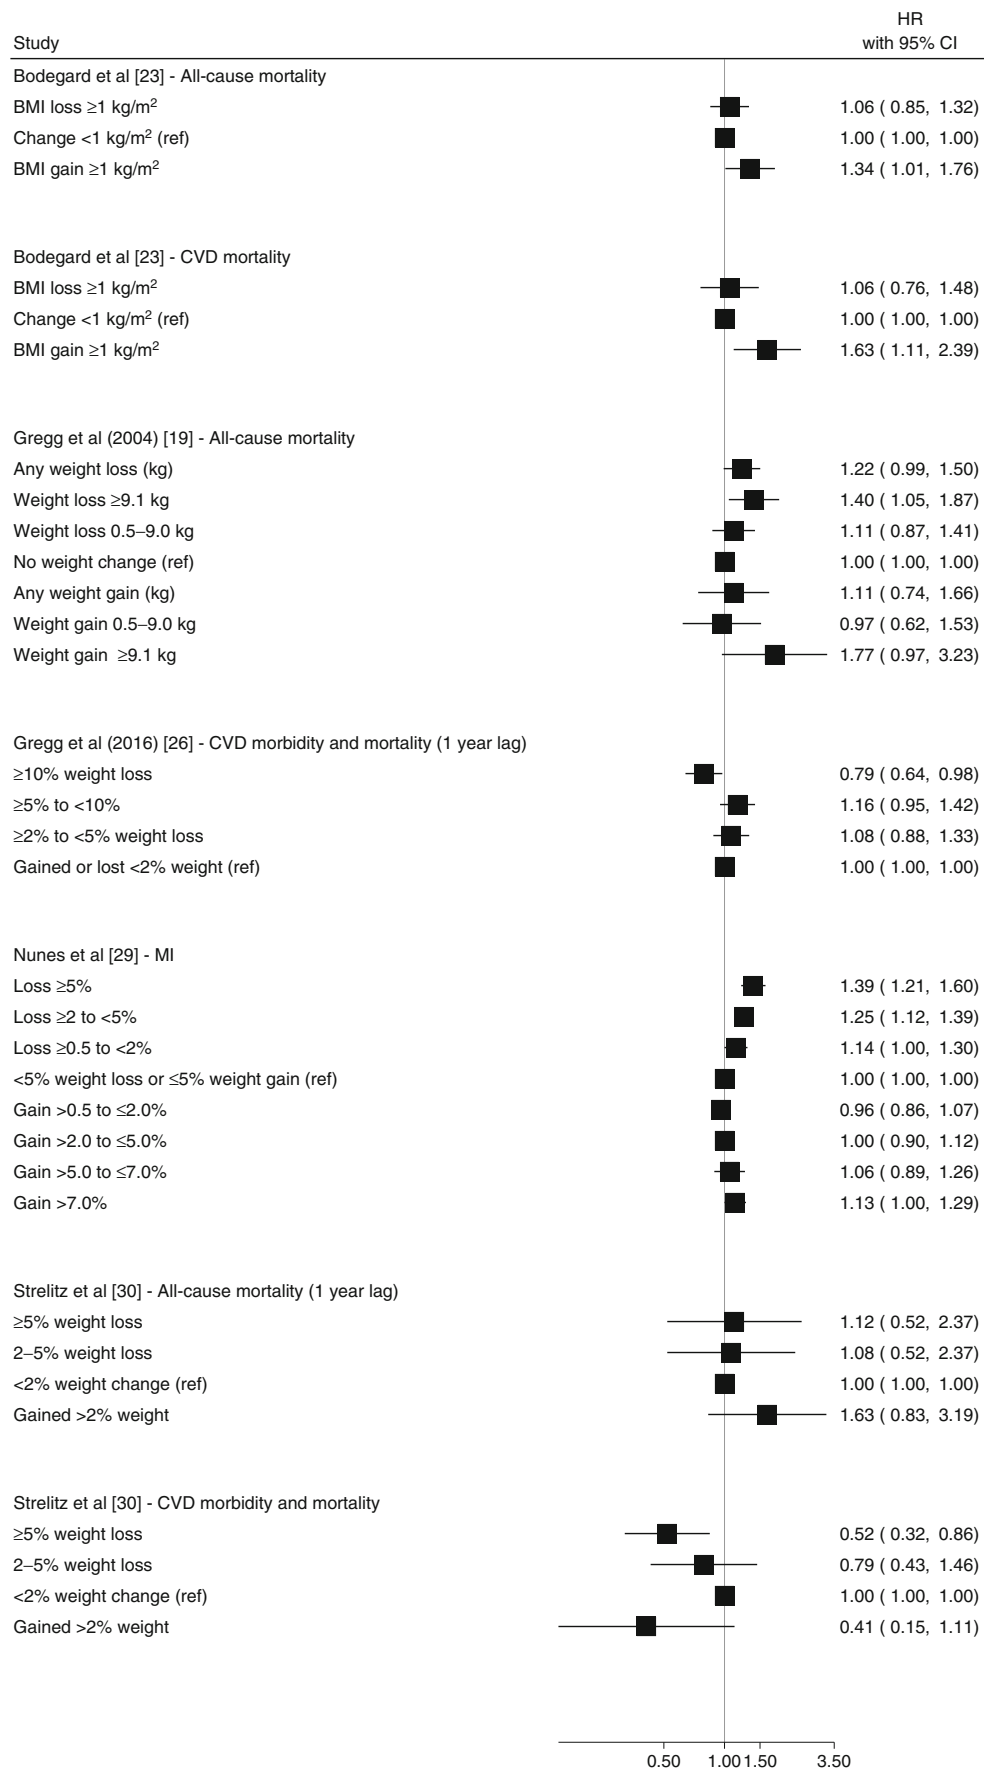 HR
Study with 95% CI
Bodegard et al [23] - All-cause mortality
BMI loss ≥1 kg/m² 1.06 ( 0.85, 1.32)
Change <1 kg/m² (ref) 1.00 ( 1.00, 1.00)
BMI gain ≥1 kg/m² 1.34 ( 1.01, 1.76)
Bodegard et al [23] - CVD mortality
BMI loss ≥1 kg/m² 1.06 ( 0.76, 1.48)
Change <1 kg/m² (ref) 1.00 ( 1.00, 1.00)
BMI gain ≥1 kg/m² 1.63 ( 1.11, 2.39)
Gregg et al (2004) [19] - All-cause mortality
Any weight loss (kg) 1.22 ( 0.99, 1.50)
Weight loss ≥9.1 kg 1.40 ( 1.05, 1.87)
Weight loss 0.5–9.0 kg 1.11 ( 0.87, 1.41)
No weight change (ref) 1.00 ( 1.00, 1.00)
Any weight gain (kg) 1.11 ( 0.74, 1.66)
Weight gain 0.5–9.0 kg 0.97 ( 0.62, 1.53)
Weight gain ≥9.1 kg 1.77 ( 0.97, 3.23)
Gregg et al (2016) [26] - CVD morbidity and mortality (1 year lag)
≥10% weight loss 0.79 ( 0.64, 0.98)
≥5% to <10% 1.16 ( 0.95, 1.42)
≥2% to <5% weight loss 1.08 ( 0.88, 1.33)
Gained or lost <2% weight (ref) 1.00 ( 1.00, 1.00)
Nunes et al [29] - MI
Loss ≥5% 1.39 ( 1.21, 1.60)
Loss ≥2 to <5% 1.25 ( 1.12, 1.39)
Loss ≥0.5 to <2% 1.14 ( 1.00, 1.30)
<5% weight loss or ≤5% weight gain (ref) 1.00 ( 1.00, 1.00)
Gain >0.5 to ≤2.0% 0.96 ( 0.86, 1.07)
Gain >2.0 to ≤5.0% 1.00 ( 0.90, 1.12)
Gain >5.0 to ≤7.0% 1.06 ( 0.89, 1.26)
Gain >7.0% 1.13 ( 1.00, 1.29)
Strelitz et al [30] - All-cause mortality (1 year lag)
≥5% weight loss 1.12 ( 0.52, 2.37)
2–5% weight loss 1.08 ( 0.52, 2.37)
<2% weight change (ref) 1.00 ( 1.00, 1.00)
Gained >2% weight 1.63 ( 0.83, 3.19)
Strelitz et al [30] - CVD morbidity and mortality
≥5% weight loss 0.52 ( 0.32, 0.86)
2–5% weight loss 0.79 ( 0.43, 1.46)
<2% weight change (ref) 1.00 ( 1.00, 1.00)
Gained >2% weight 0.41 ( 0.15, 1.11)
0.50 1.00 1.50 3.50